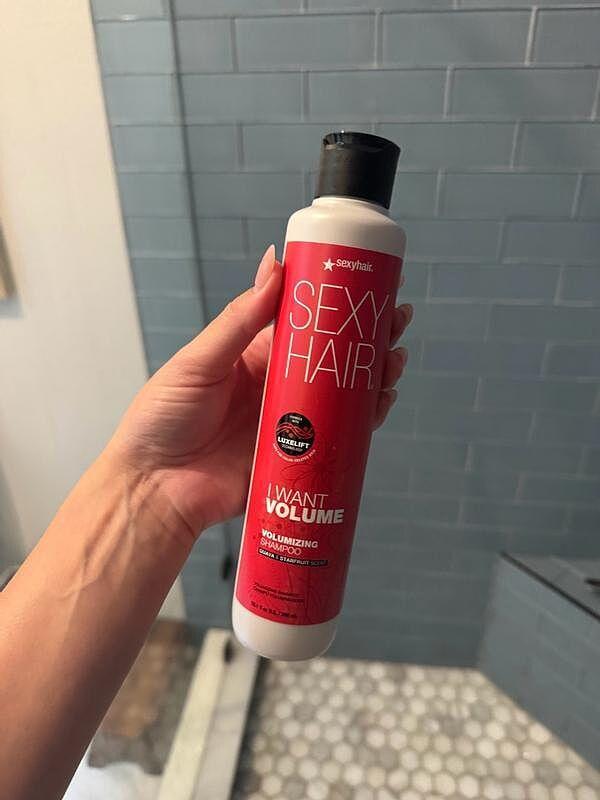 sexyhair.
SEXY
HAIR.
LUXELIFT
I WANT
VOLUME
VOLUMIZING
SHAMPOO
GUAVA & STARFRUIT SCENT